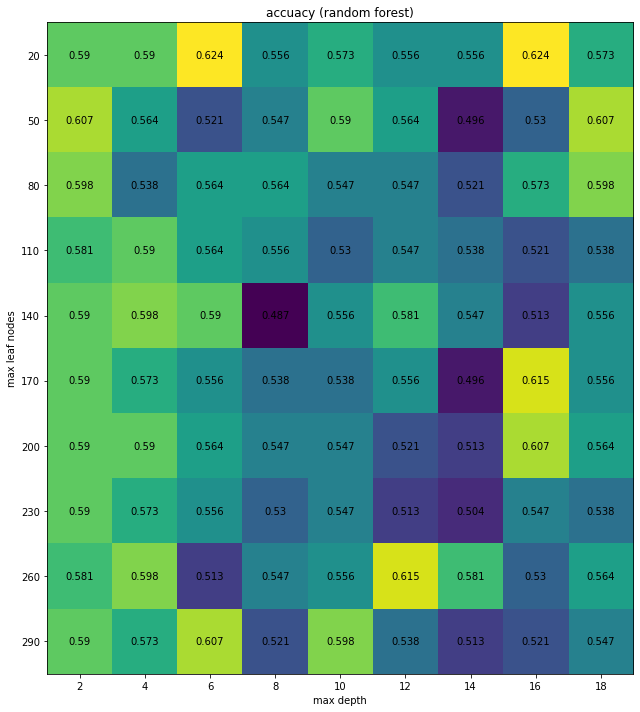 accuacy (random forest)
20 0.59 0.59 0.624 0.556 0.573 0.556 0.556 0.624 0.573
50 0.607 0.564 0.521 0.547 0.59 0.564 0.496 0.53 0.607
80 0.598 0.538 0.564 0.564 0.547 0.547 0.521 0.573 0.598
110 0.581 0.59 0.564 0.556 0.53 0.547 0.538 0.521 0.538
140 0.59 0.598 0.59 0.487 0.556 0.581 0.547 0.513 0.556
max leaf nodes
170 0.59 0.573 0.556 0.538 0.538 0.556 0.496 0.615 0.556
200 0.59 0.59 0.564 0.547 0.547 0.521 0.513 0.607 0.564
230 0.59 0.573 0.556 0.53 0.547 0.513 0.504 0.547 0.538
260 0.581 0.598 0.513 0.547 0.556 0.615 0.581 0.53 0.564
290 0.59 0.573 0.607 0.521 0.598 0.538 0.513 0.521 0.547
2 4 6 8 10 12 14 16 18
max depth